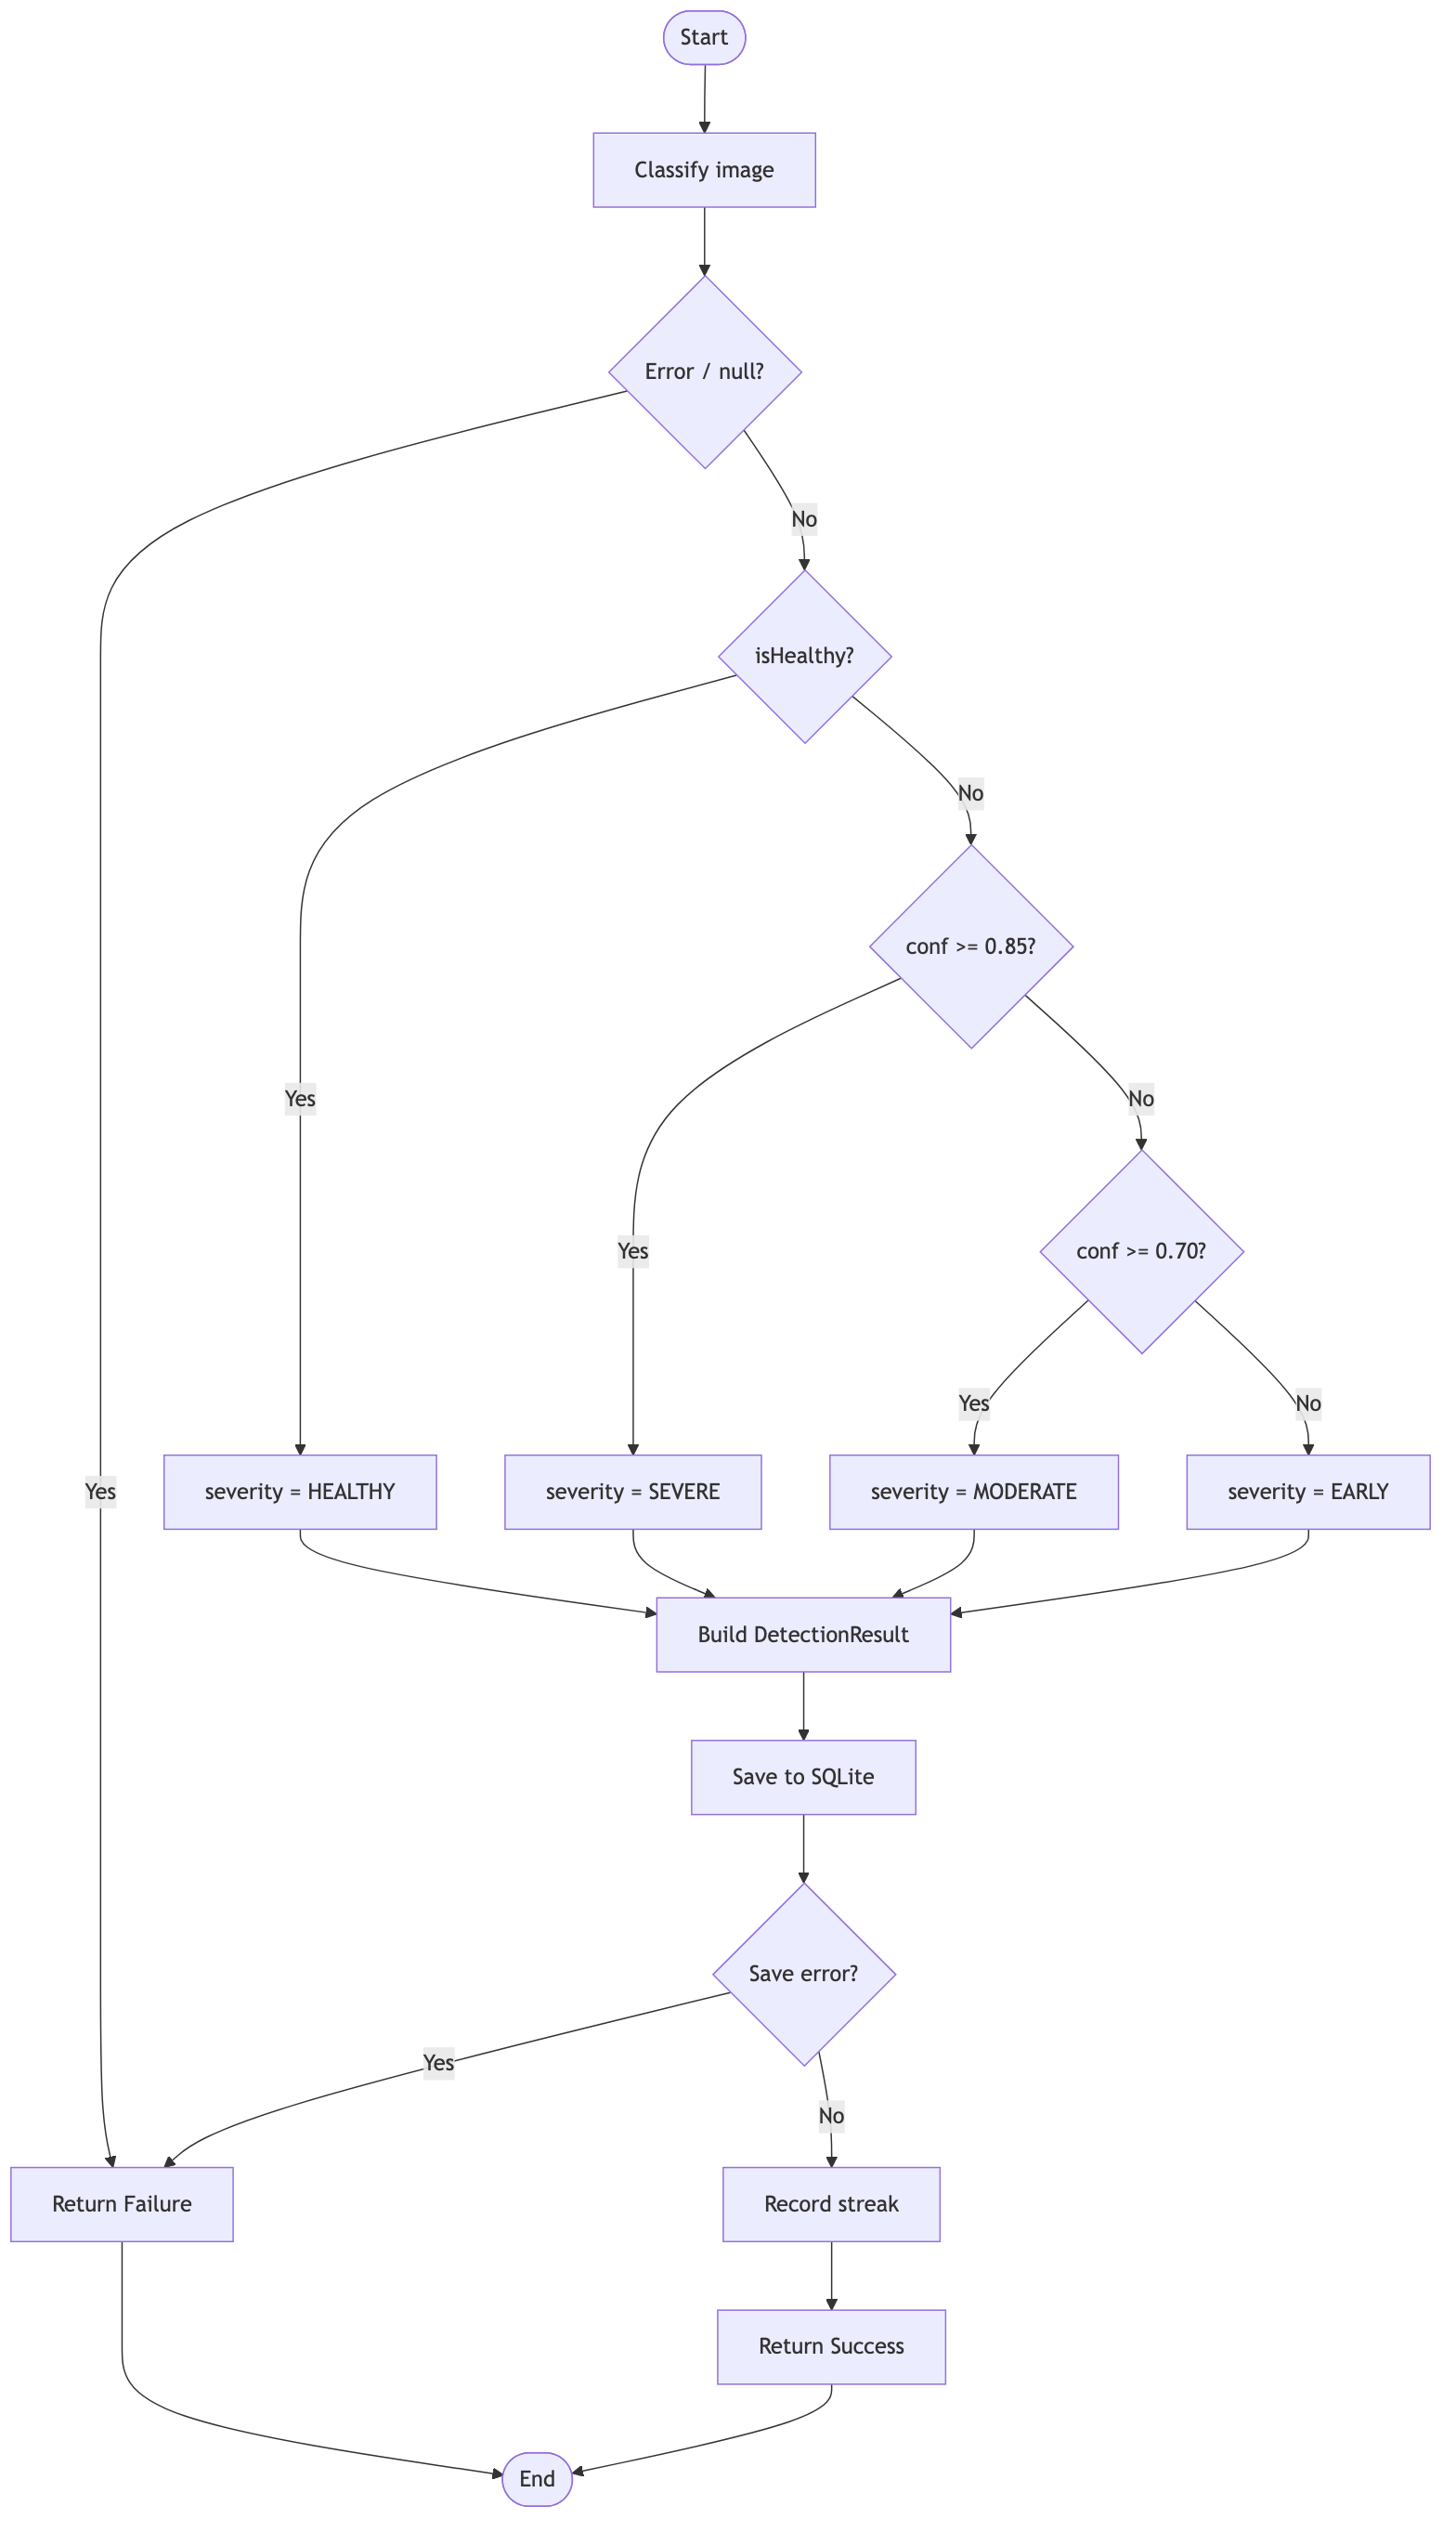 Start
Classify image
Error / null?
No
isHealthy?
No
conf >= 0.85?
Yes
No
Yes
conf >= 0.70?
Yes
No
Yes
severity = HEALTHY
severity = SEVERE
severity = MODERATE
severity = EARLY
Build DetectionResult
Save to SQLite
Save error?
Yes
No
Return Failure
Record streak
Return Success
End